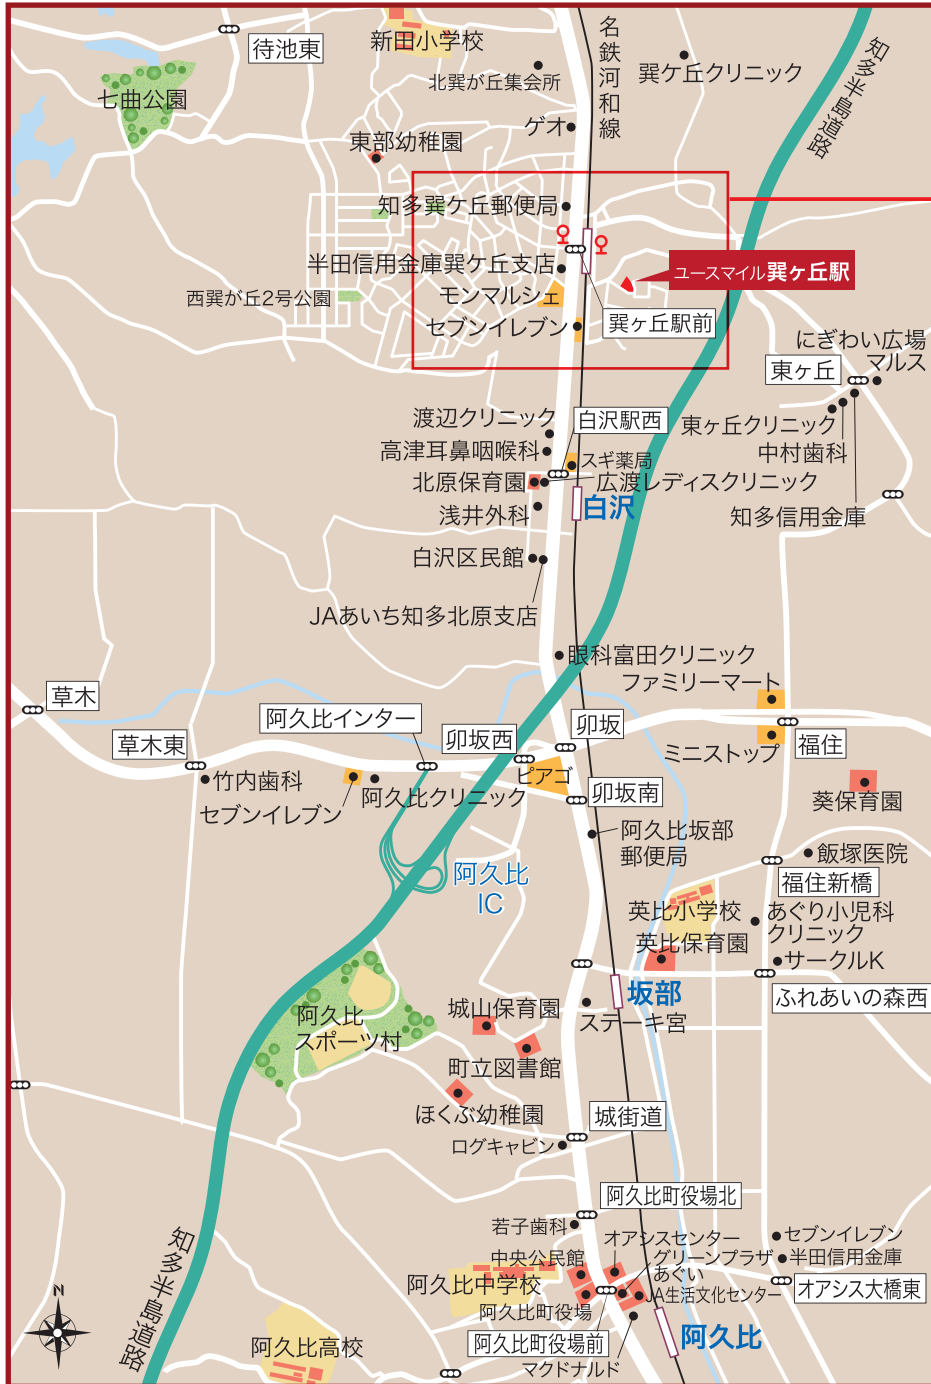 新田小学校
待池東
名鉄河和線
北巽が丘集会所
巽ケ丘クリニック
知多半島道路
七曲公園
ゲオ
東部幼稚園
知多巽ケ丘郵便局
半田信用金庫巽ケ丘支店
ユースマイル巽ヶ丘駅
西巽が丘2号公園
モンマルシェ
セブンイレブン
巽ヶ丘駅前
にぎわい広場
マルス
東ヶ丘
渡辺クリニック
白沢駅西
東ヶ丘クリニック
高津耳鼻咽喉科
中村歯科
スギ薬局
北原保育園
広渡レディスクリニック
浅井外科
白沢
知多信用金庫
白沢区民館
JAあいち知多北原支店
眼科富田クリニック
ファミリーマート
草木
阿久比インター
卯坂
草木東
卯坂西
ミニストップ
福住
竹内歯科
ピアゴ
セブンイレブン
阿久比クリニック
卯坂南
葵保育園
阿久比坂部
郵便局
飯塚医院
阿久比
IC
福住新橋
英比小学校
あぐり小児科
クリニック
英比保育園
サークルK
坂部
ふれあいの森西
阿久比
スポーツ村
城山保育園
ステーキ宮
町立図書館
ほくぶ幼稚園
城街道
ログキャビン
阿久比町役場北
若子歯科
オアシスセンター
セブンイレブン
中央公民館
グリーンプラザ
あぐい
半田信用金庫
阿久比中学校
JA生活文化センター
オアシス大橋東
阿久比町役場
知多半島道路
N
阿久比高校
阿久比町役場前
阿久比
マクドナルド